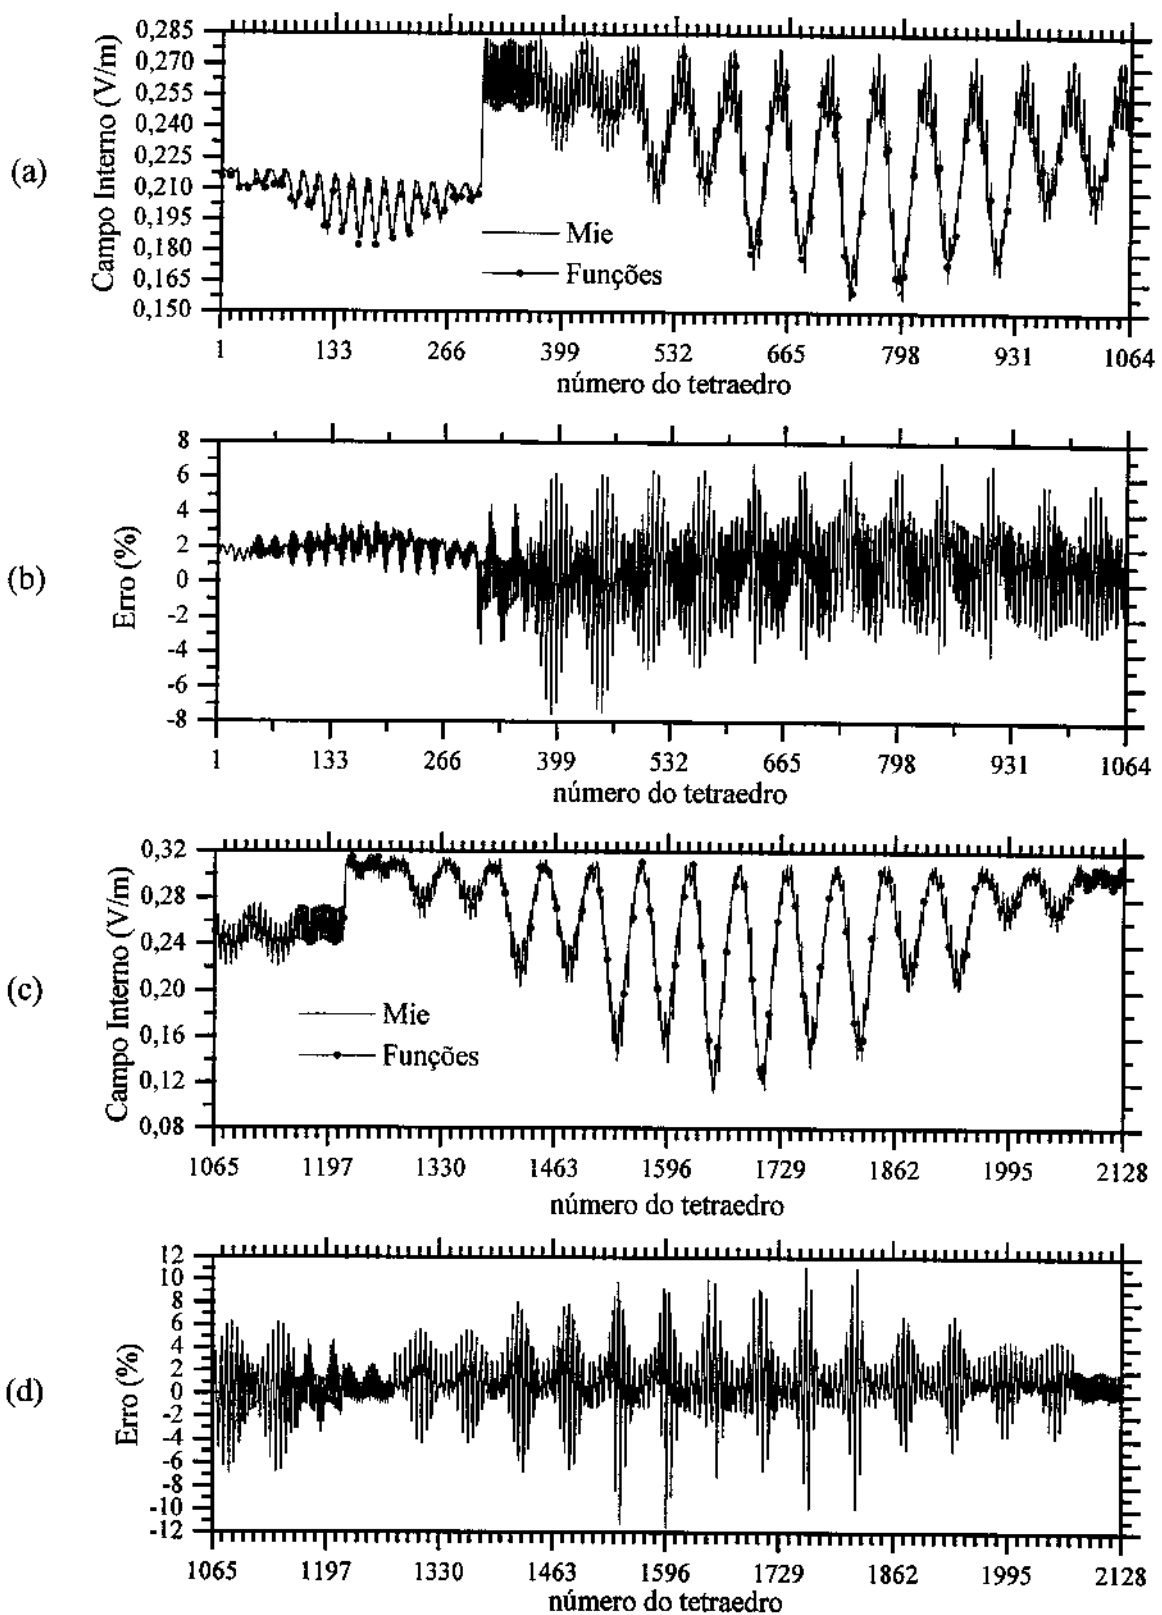 (a)
Campo Interno (V/m)
0,285
0,270
0,255
0,240
0,225
0,210
0,195
0,180
0,165
0,150
Mie
Funções
1 133 266 399 532 665 798 931 1064
número do tetraedro
(b)
Erro (%)
8
6
4
2
0
-2
-4
-6
-8
1 133 266 399 532 665 798 931 1064
número do tetraedro
(c)
Campo Interno (V/m)
0,32
0,28
0,24
0,20
0,16
0,12
0,08
Mie
Funções
1065 1197 1330 1463 1596 1729 1862 1995 2128
número do tetraedro
(d)
Erro (%)
12
10
8
6
4
2
0
-2
-4
-6
-8
-10
-12
1065 1197 1330 1463 1596 1729 1862 1995 2128
número do tetraedro